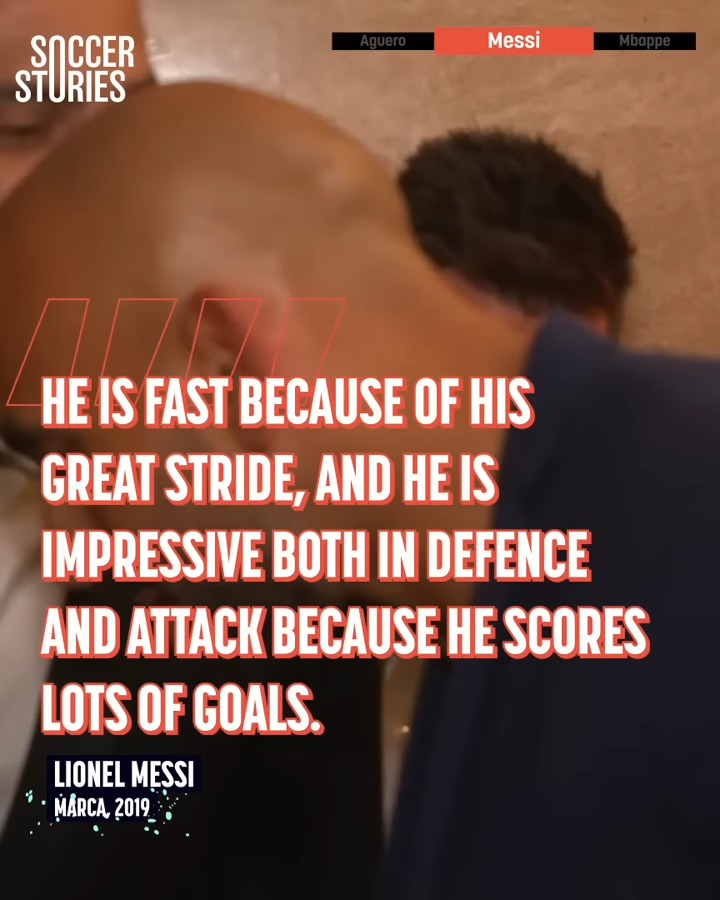 SOCCER
STORIES
Aguero
Messi
Mbappe
HE IS FAST BECAUSE OF HIS
GREAT STRIDE, AND HE IS
IMPRESSIVE BOTH IN DEFENCE
AND ATTACK BECAUSE HE SCORES
LOTS OF GOALS.
LIONEL MESSI
MARCA, 2019